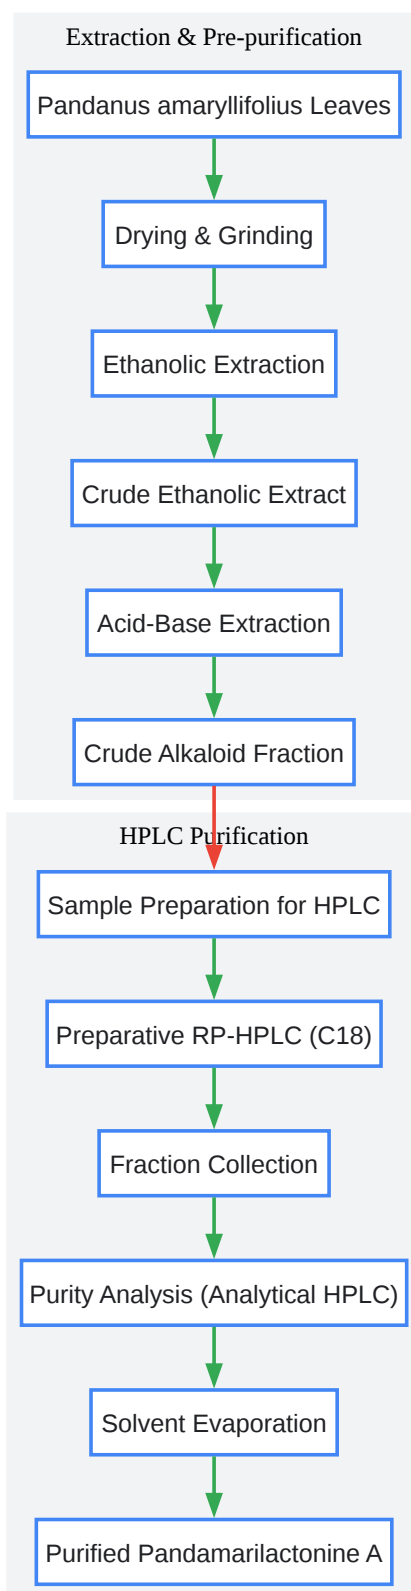 Extraction & Pre-purification
Pandanus amaryllifolius Leaves
Drying & Grinding
Ethanolic Extraction
Crude Ethanolic Extract
Acid-Base Extraction
Crude Alkaloid Fraction
HPLC Purification
Sample Preparation for HPLC
Preparative RP-HPLC (C18)
Fraction Collection
Purity Analysis (Analytical HPLC)
Solvent Evaporation
Purified Pandamarilactonine A